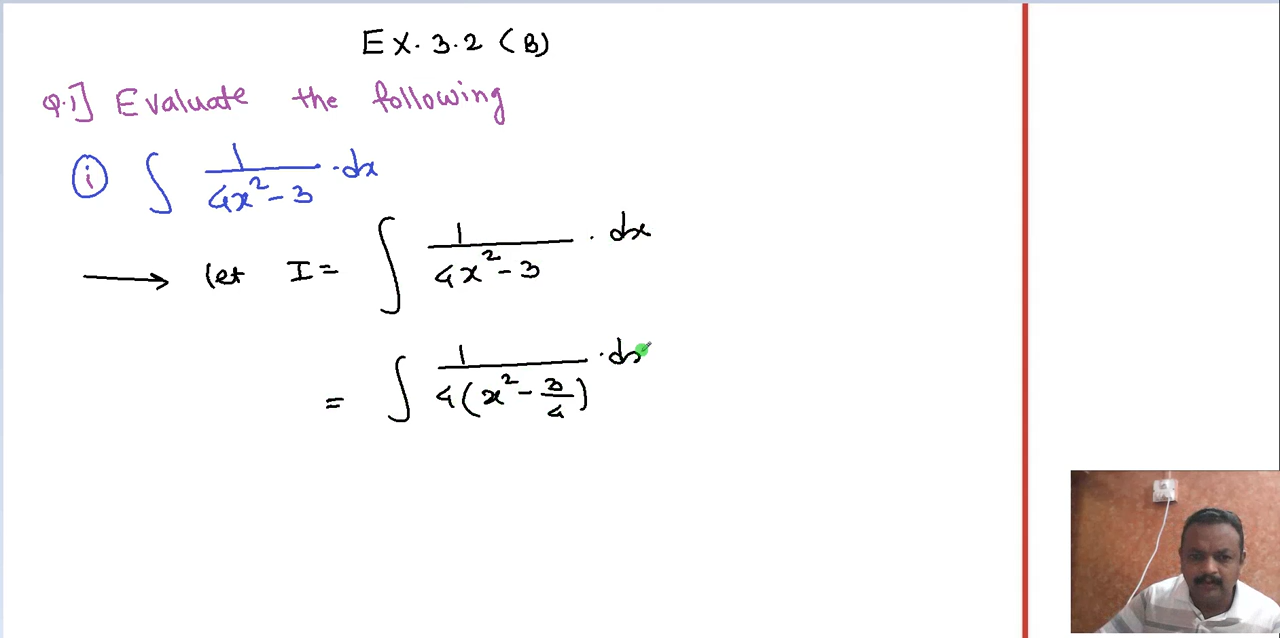 Ex. 3.2 (B)
Q.1] Evaluate the following
(i) ∫ 1/(4x² - 3) . dx
⟶ let I = ∫ 1/(4x² - 3) . dx
= ∫ 1/(4(x² - 3/4)) . dx